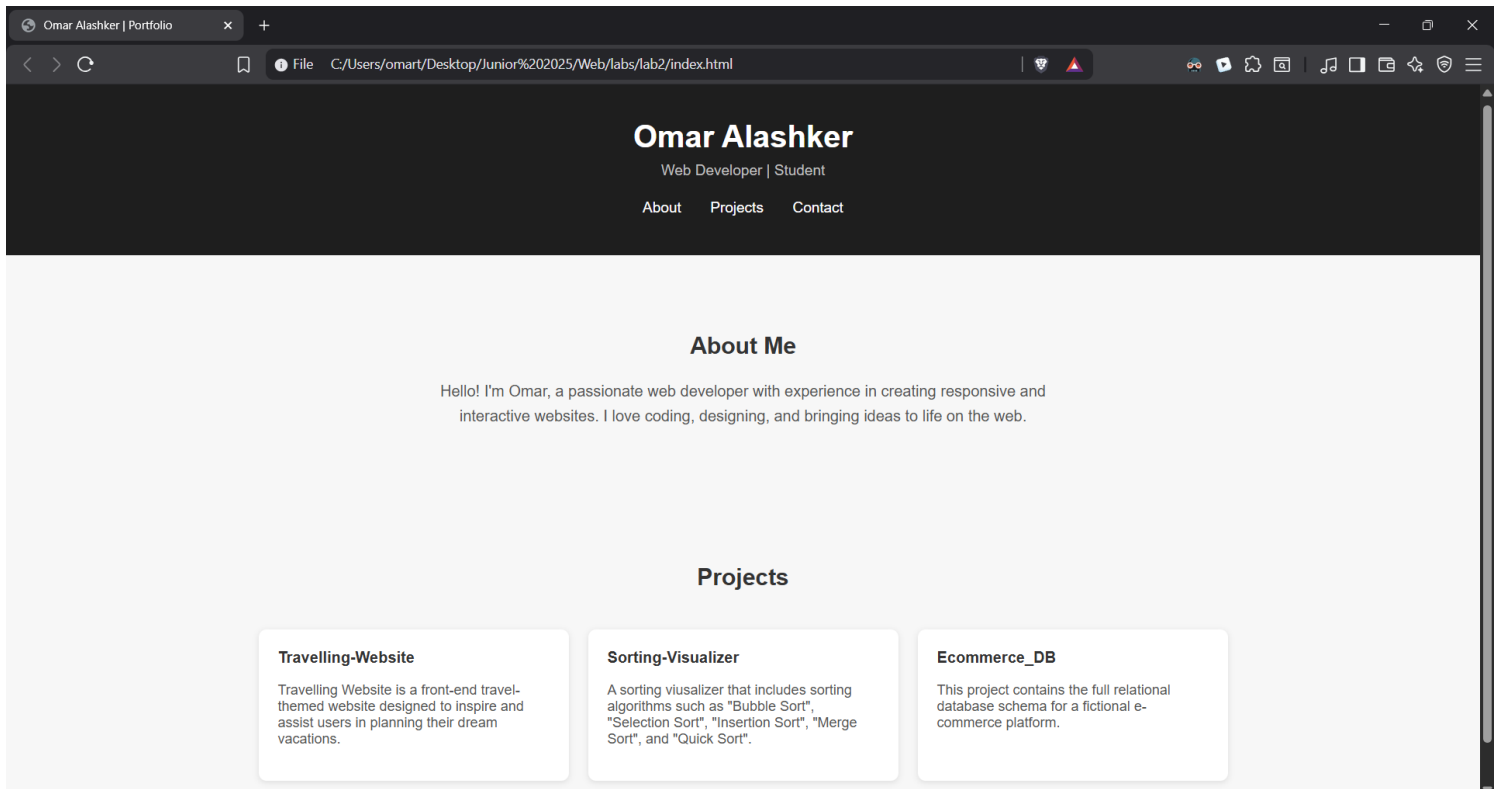 Omar Alashker | Portfolio
File C:/Users/omart/Desktop/Junior%202025/Web/labs/lab2/index.html
Omar Alashker
Web Developer | Student
About Projects Contact
About Me
Hello! I'm Omar, a passionate web developer with experience in creating responsive and
interactive websites. I love coding, designing, and bringing ideas to life on the web.
Projects
Travelling-Website
Travelling Website is a front-end travel-
themed website designed to inspire and
assist users in planning their dream
vacations.
Sorting-Visualizer
A sorting viusalizer that includes sorting
algorithms such as "Bubble Sort",
"Selection Sort", "Insertion Sort", "Merge
Sort", and "Quick Sort".
Ecommerce_DB
This project contains the full relational
database schema for a fictional e-
commerce platform.